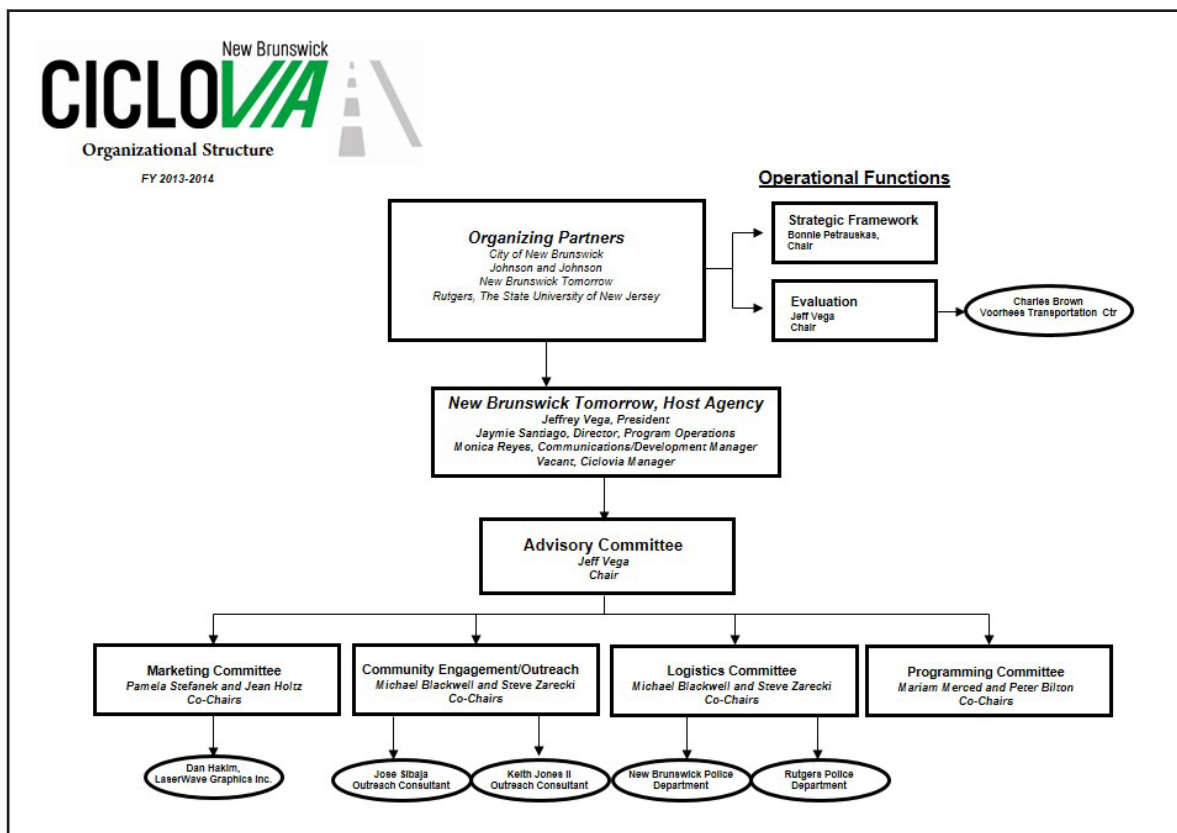 New Brunswick
CICLOVIA
Organizational Structure
FY 2013-2014
Operational Functions
Organizing Partners
City of New Brunswick
Johnson and Johnson
New Brunswick Tomorrow
Rutgers, The State University of New Jersey
Strategic Framework
Bonnie Petrauskas,
Chair
Evaluation
Jeff Vega
Chair
Charles Brown
Voorhees Transportation Ctr
New Brunswick Tomorrow, Host Agency
Jeffrey Vega, President
Jaymie Santiago, Director, Program Operations
Monica Reyes, Communications/Development Manager
Vacant, Ciclovia Manager
Advisory Committee
Jeff Vega
Chair
Marketing Committee
Pamela Stefanek and Jean Holtz
Co-Chairs
Community Engagement/Outreach
Michael Blackwell and Steve Zarecki
Co-Chairs
Logistics Committee
Michael Blackwell and Steve Zarecki
Co-Chairs
Programming Committee
Mariam Merced and Peter Bilton
Co-Chairs
Dan Hakim,
LaserWave Graphics Inc.
Jose Sibaja
Outreach Consultant
Keith Jones II
Outreach Consultant
New Brunswick Police
Department
Rutgers Police
Department